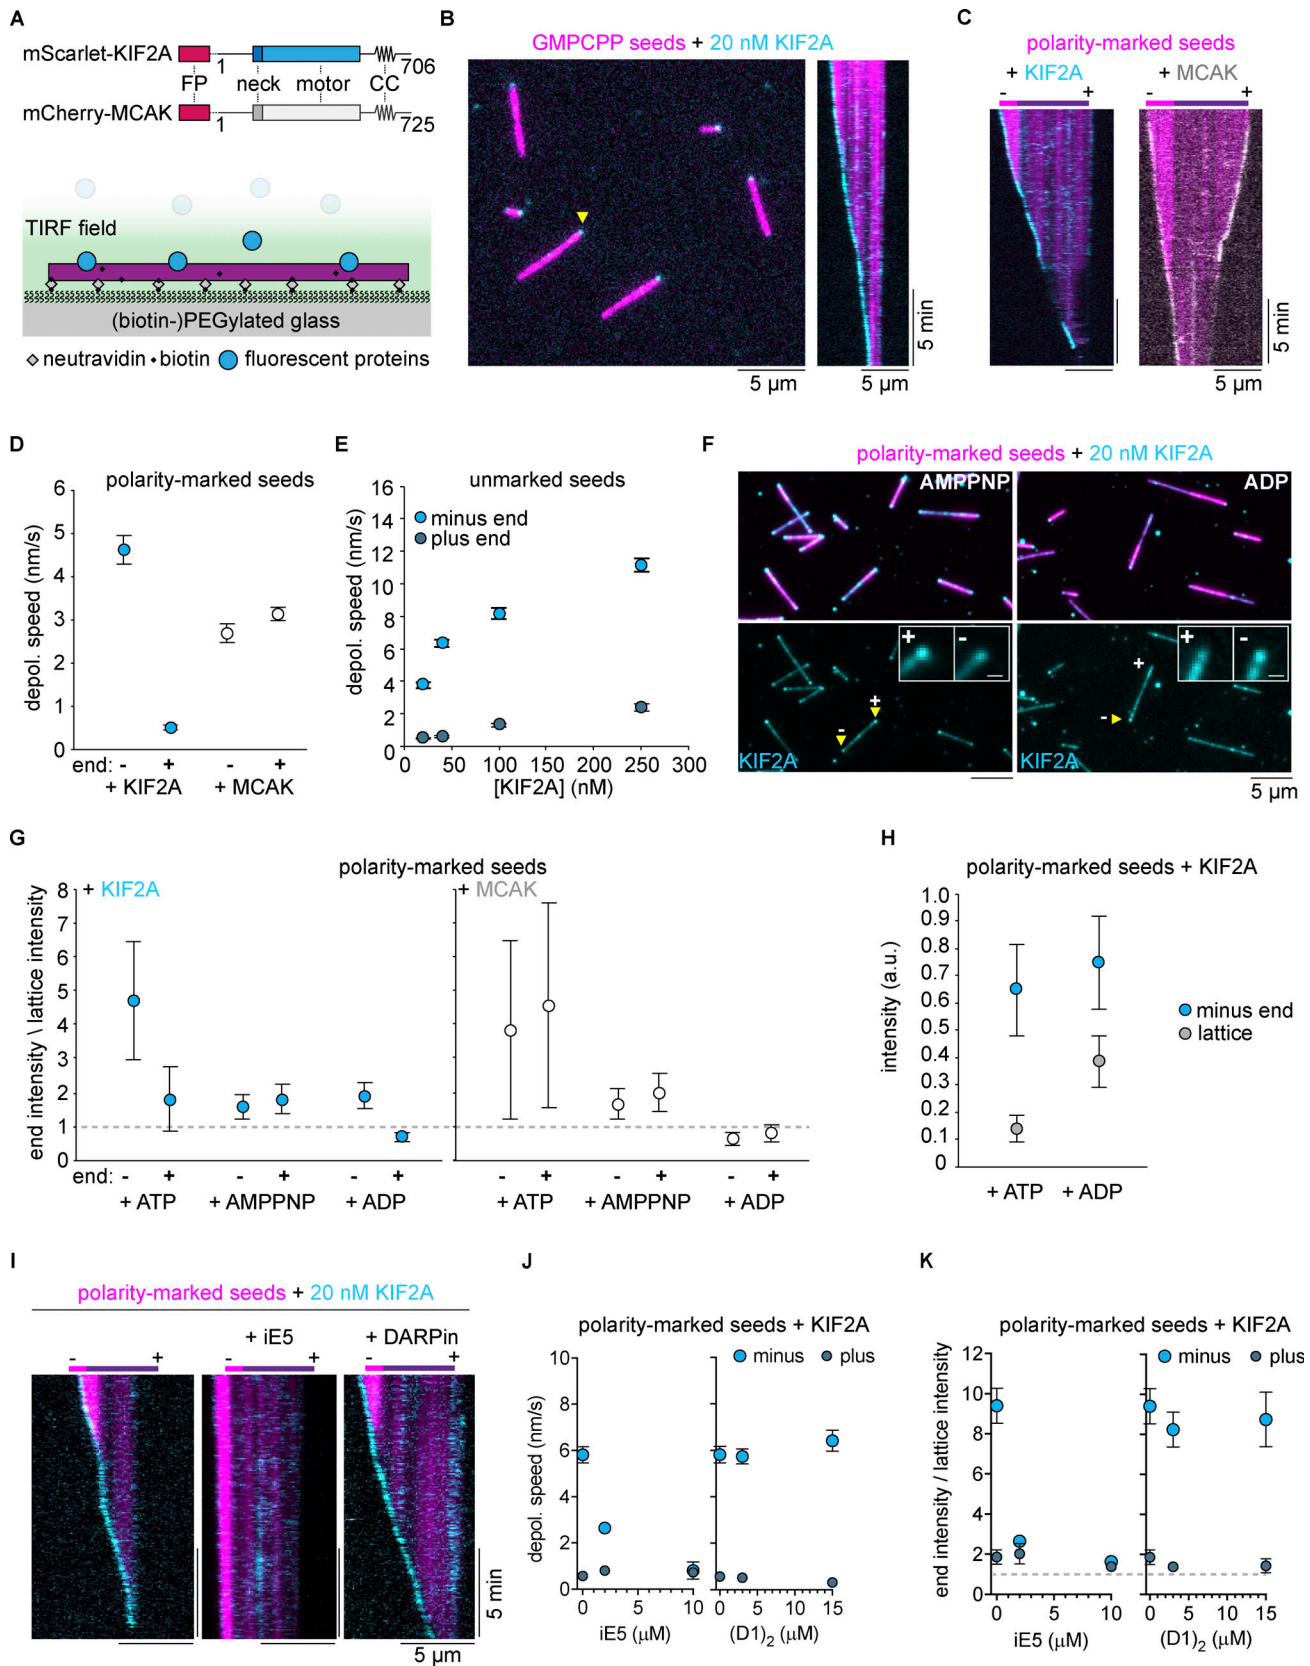 A
mScarlet-KIF2A
1
706
FP
neck
motor
CC
mCherry-MCAK
1
725
TIRF field
(biotin-)PEGylated glass
neutravidin
biotin
fluorescent proteins
B
GMPCPP seeds + 20 nM KIF2A
5 µm
5 µm
5 min
C
polarity-marked seeds
+ KIF2A
+ MCAK
- +
- +
5 min
5 µm
D
polarity-marked seeds
depol. speed (nm/s)
6
5
4
3
2
1
0
end: - + - +
+ KIF2A + MCAK
E
unmarked seeds
minus end
plus end
depol. speed (nm/s)
16
14
12
10
8
6
4
2
0
0 50 100 150 200 250 300
[KIF2A] (nM)
F
polarity-marked seeds + 20 nM KIF2A
AMPPNP
ADP
+ -
+ -
+
-
+
-
KIF2A
KIF2A
5 µm
G
polarity-marked seeds
+ KIF2A
+ MCAK
end intensity \ lattice intensity
8
7
6
5
4
3
2
1
0
end: - + - + - + - + - + - +
+ ATP + AMPPNP + ADP + ATP + AMPPNP + ADP
H
polarity-marked seeds + KIF2A
intensity (a.u.)
1.0
0.9
0.8
0.7
0.6
0.5
0.4
0.3
0.2
0.1
0
+ ATP + ADP
minus end
lattice
I
polarity-marked seeds + 20 nM KIF2A
+ iE5
+ DARPin
- +
- +
- +
5 min
5 µm
J
polarity-marked seeds + KIF2A
minus plus
depol. speed (nm/s)
10
8
6
4
2
0
0 5 10
iE5 (µM)
0 5 10 15
(D1)2 (µM)
K
polarity-marked seeds + KIF2A
minus plus
end intensity / lattice intensity
12
10
8
6
4
2
0
0 5 10
iE5 (µM)
0 5 10 15
(D1)2 (µM)